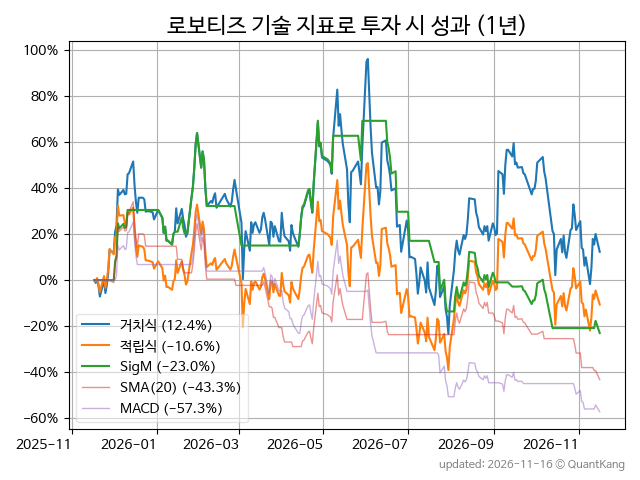 로보티즈 기술 지표로 투자 시 성과 (1년)
100%
80%
60%
40%
20%
0%
−20%
−40%
−60%
거치식 (12.4%)
적립식 (−10.6%)
SigM (−23.0%)
SMA(20) (−43.3%)
MACD (−57.3%)
2025-11 2026-01 2026-03 2026-05 2026-07 2026-09 2026-11
updated: 2026-11-16 ⓒ QuantKang